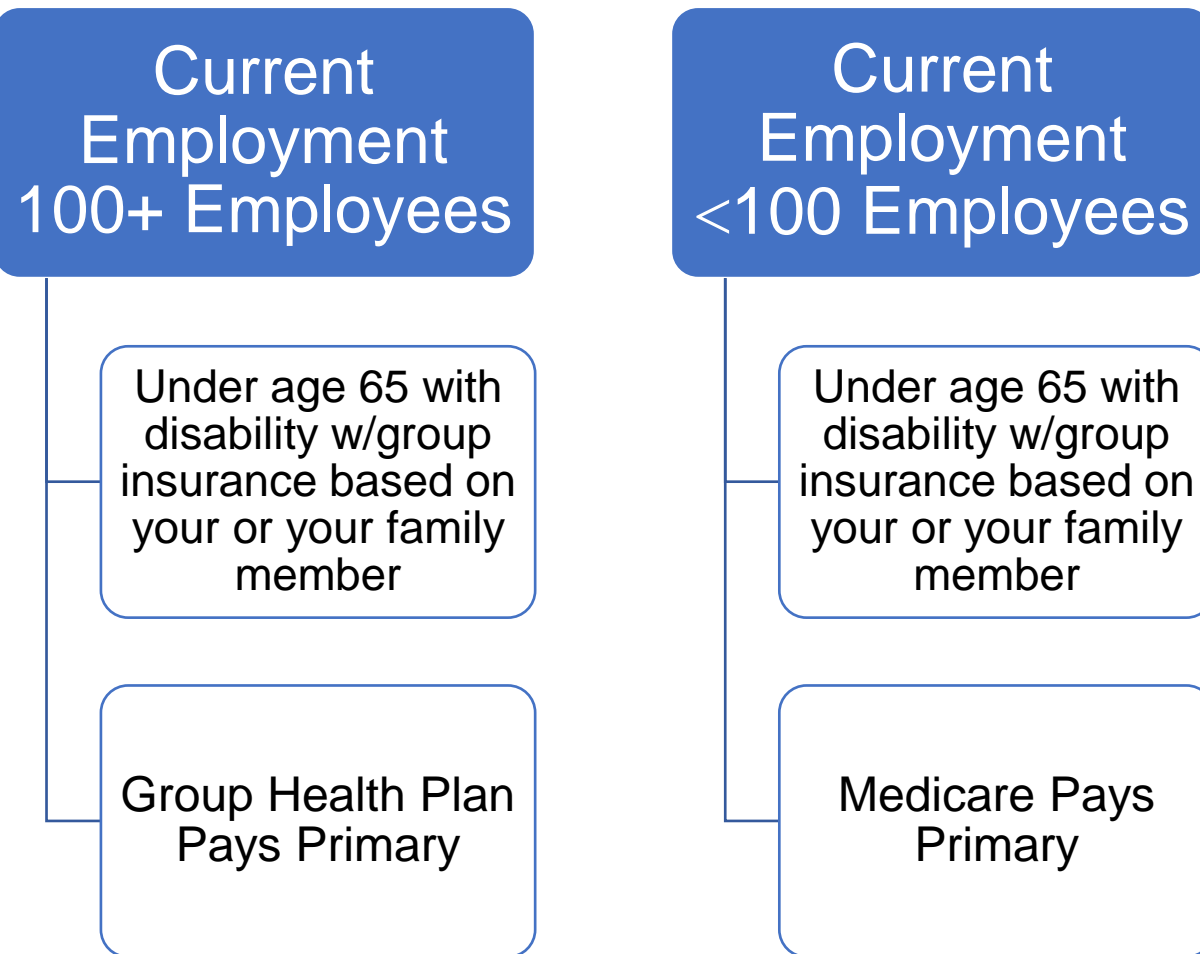 Current
Employment
100+ Employees
Under age 65 with
disability w/group
insurance based on
your or your family
member
Group Health Plan
Pays Primary
Current
Employment
<100 Employees
Under age 65 with
disability w/group
insurance based on
your or your family
member
Medicare Pays
Primary